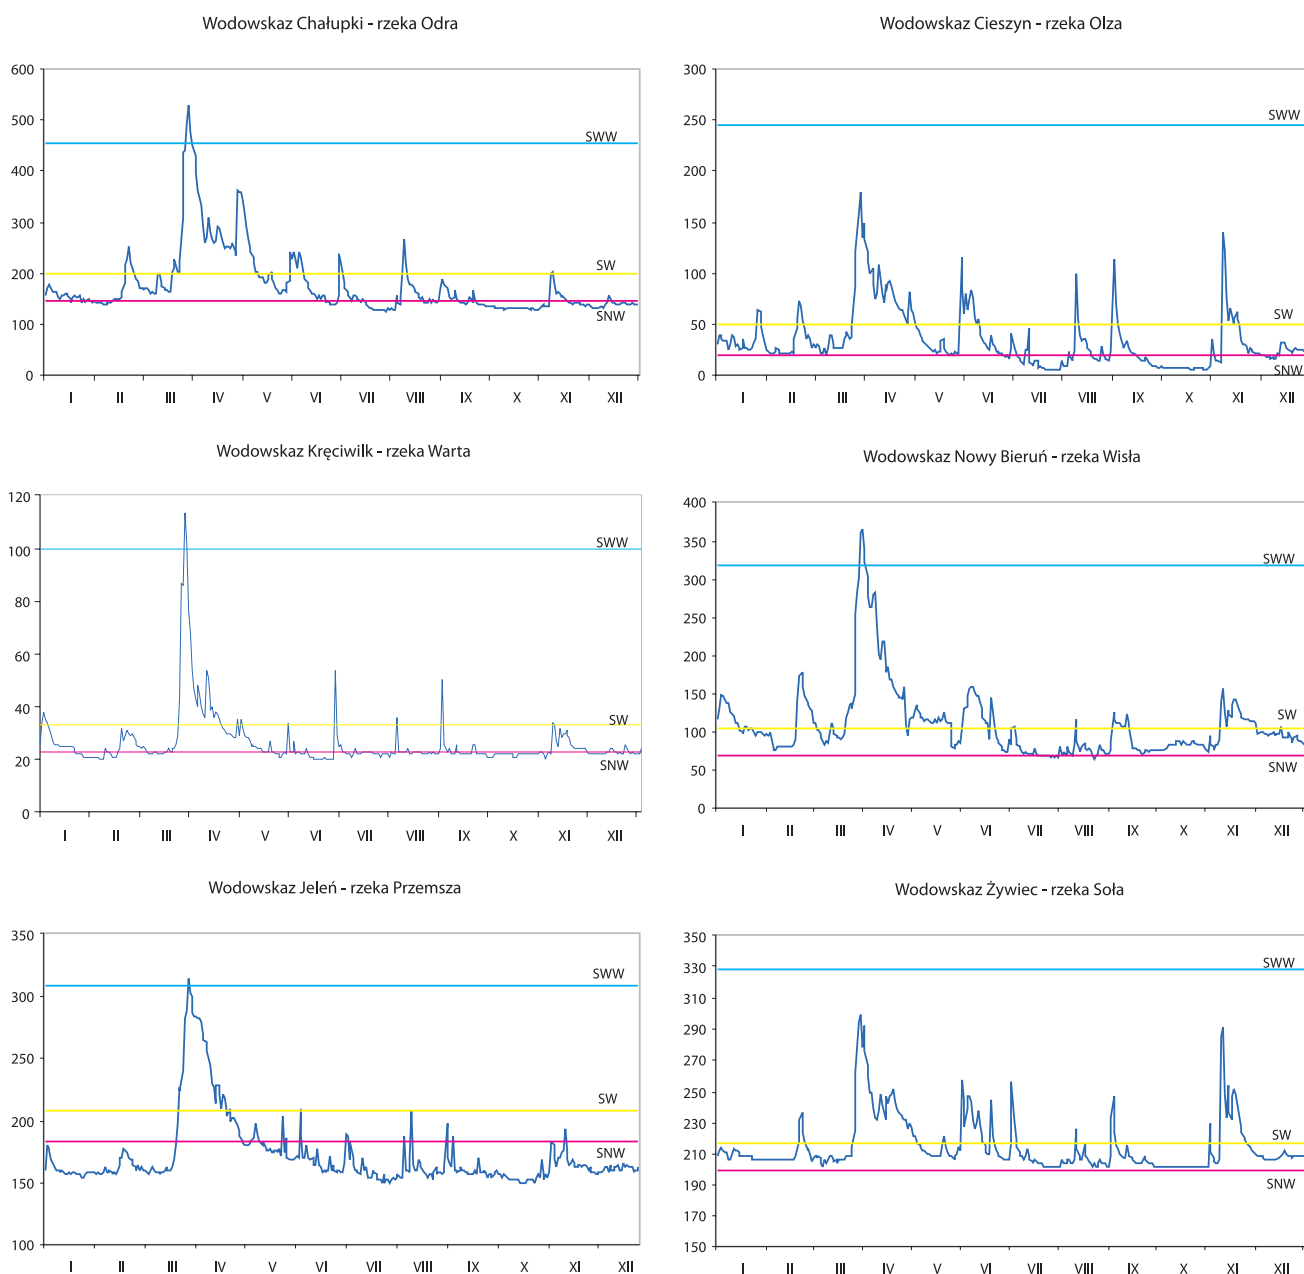 Wodowskaz Chałupki - rzeka Odra
600
500
400
300
200
100
0
SWW
SW
SNW
I II III IV V VI VII VIII IX X XI XII
Wodowskaz Cieszyn - rzeka Olza
300
250
200
150
100
50
0
SWW
SW
SNW
I II III IV V VI VII VIII IX X XI XII
Wodowskaz Kręciwilk - rzeka Warta
120
100
80
60
40
20
0
SWW
SW
SNW
I II III IV V VI VII VIII IX X XI XII
Wodowskaz Nowy Bieruń - rzeka Wisła
400
350
300
250
200
150
100
50
0
SWW
SW
SNW
I II III IV V VI VII VIII IX X XI XII
Wodowskaz Jeleń - rzeka Przemsza
350
300
250
200
150
100
SWW
SW
SNW
I II III IV V VI VII VIII IX X XI XII
Wodowskaz Żywiec - rzeka Soła
350
330
310
290
270
250
230
210
190
170
150
SWW
SW
SNW
I II III IV V VI VII VIII IX X XI XII